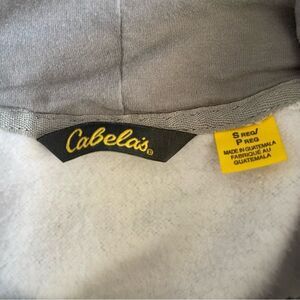 Cabela's®
S REG/
P REG
MADE IN GUATEMALA
FABRIQUÉ AU
GUATEMALA